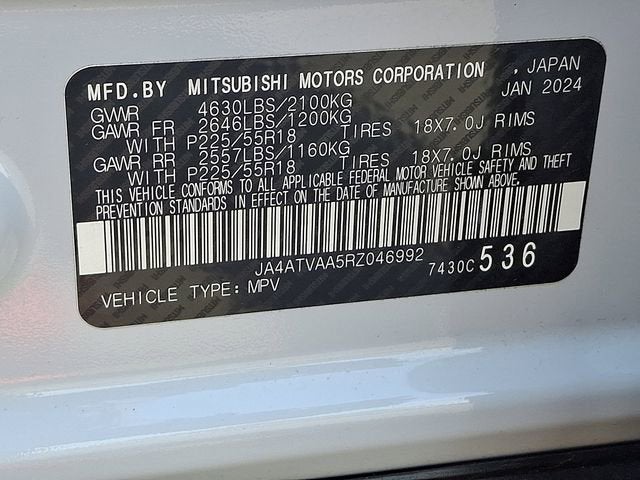 MFD.BY MITSUBISHI MOTORS CORPORATION , JAPAN
JAN 2024
GVWR 4630LBS/2100KG
GAWR FR 2646LBS/1200KG
WITH P225/55R18 TIRES 18X7.0J RIMS
GAWR RR 2557LBS/1160KG
WITH P225/55R18 TIRES 18X7.0J RIMS
THIS VEHICLE CONFORMS TO ALL APPLICABLE FEDERAL MOTOR VEHICLE SAFETY AND THEFT
PREVENTION STANDARDS IN EFFECT ON THE DATE OF MANUFACTURE SHOWN ABOVE.
JA4ATVAA5RZ046992
7430C 536
VEHICLE TYPE: MPV